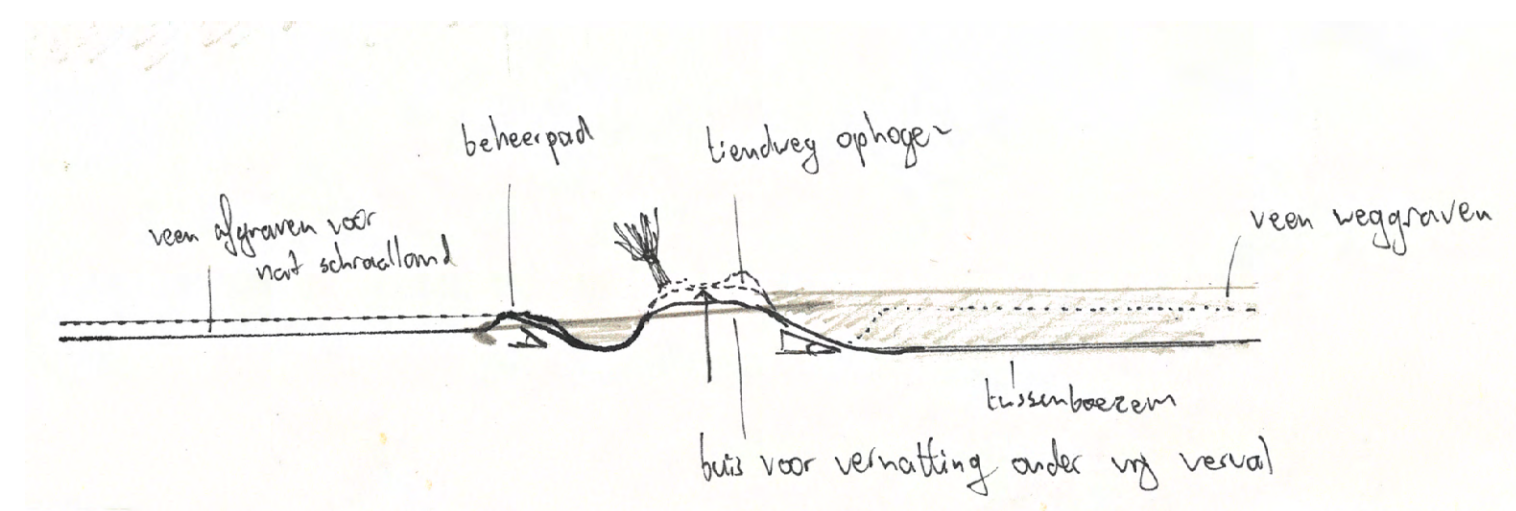 beheerpad
tiendweg ophogen
veen afgraven voor
nat schraalland
veen weggraven
tussenboezem
buis voor vernatting onder vrij verval